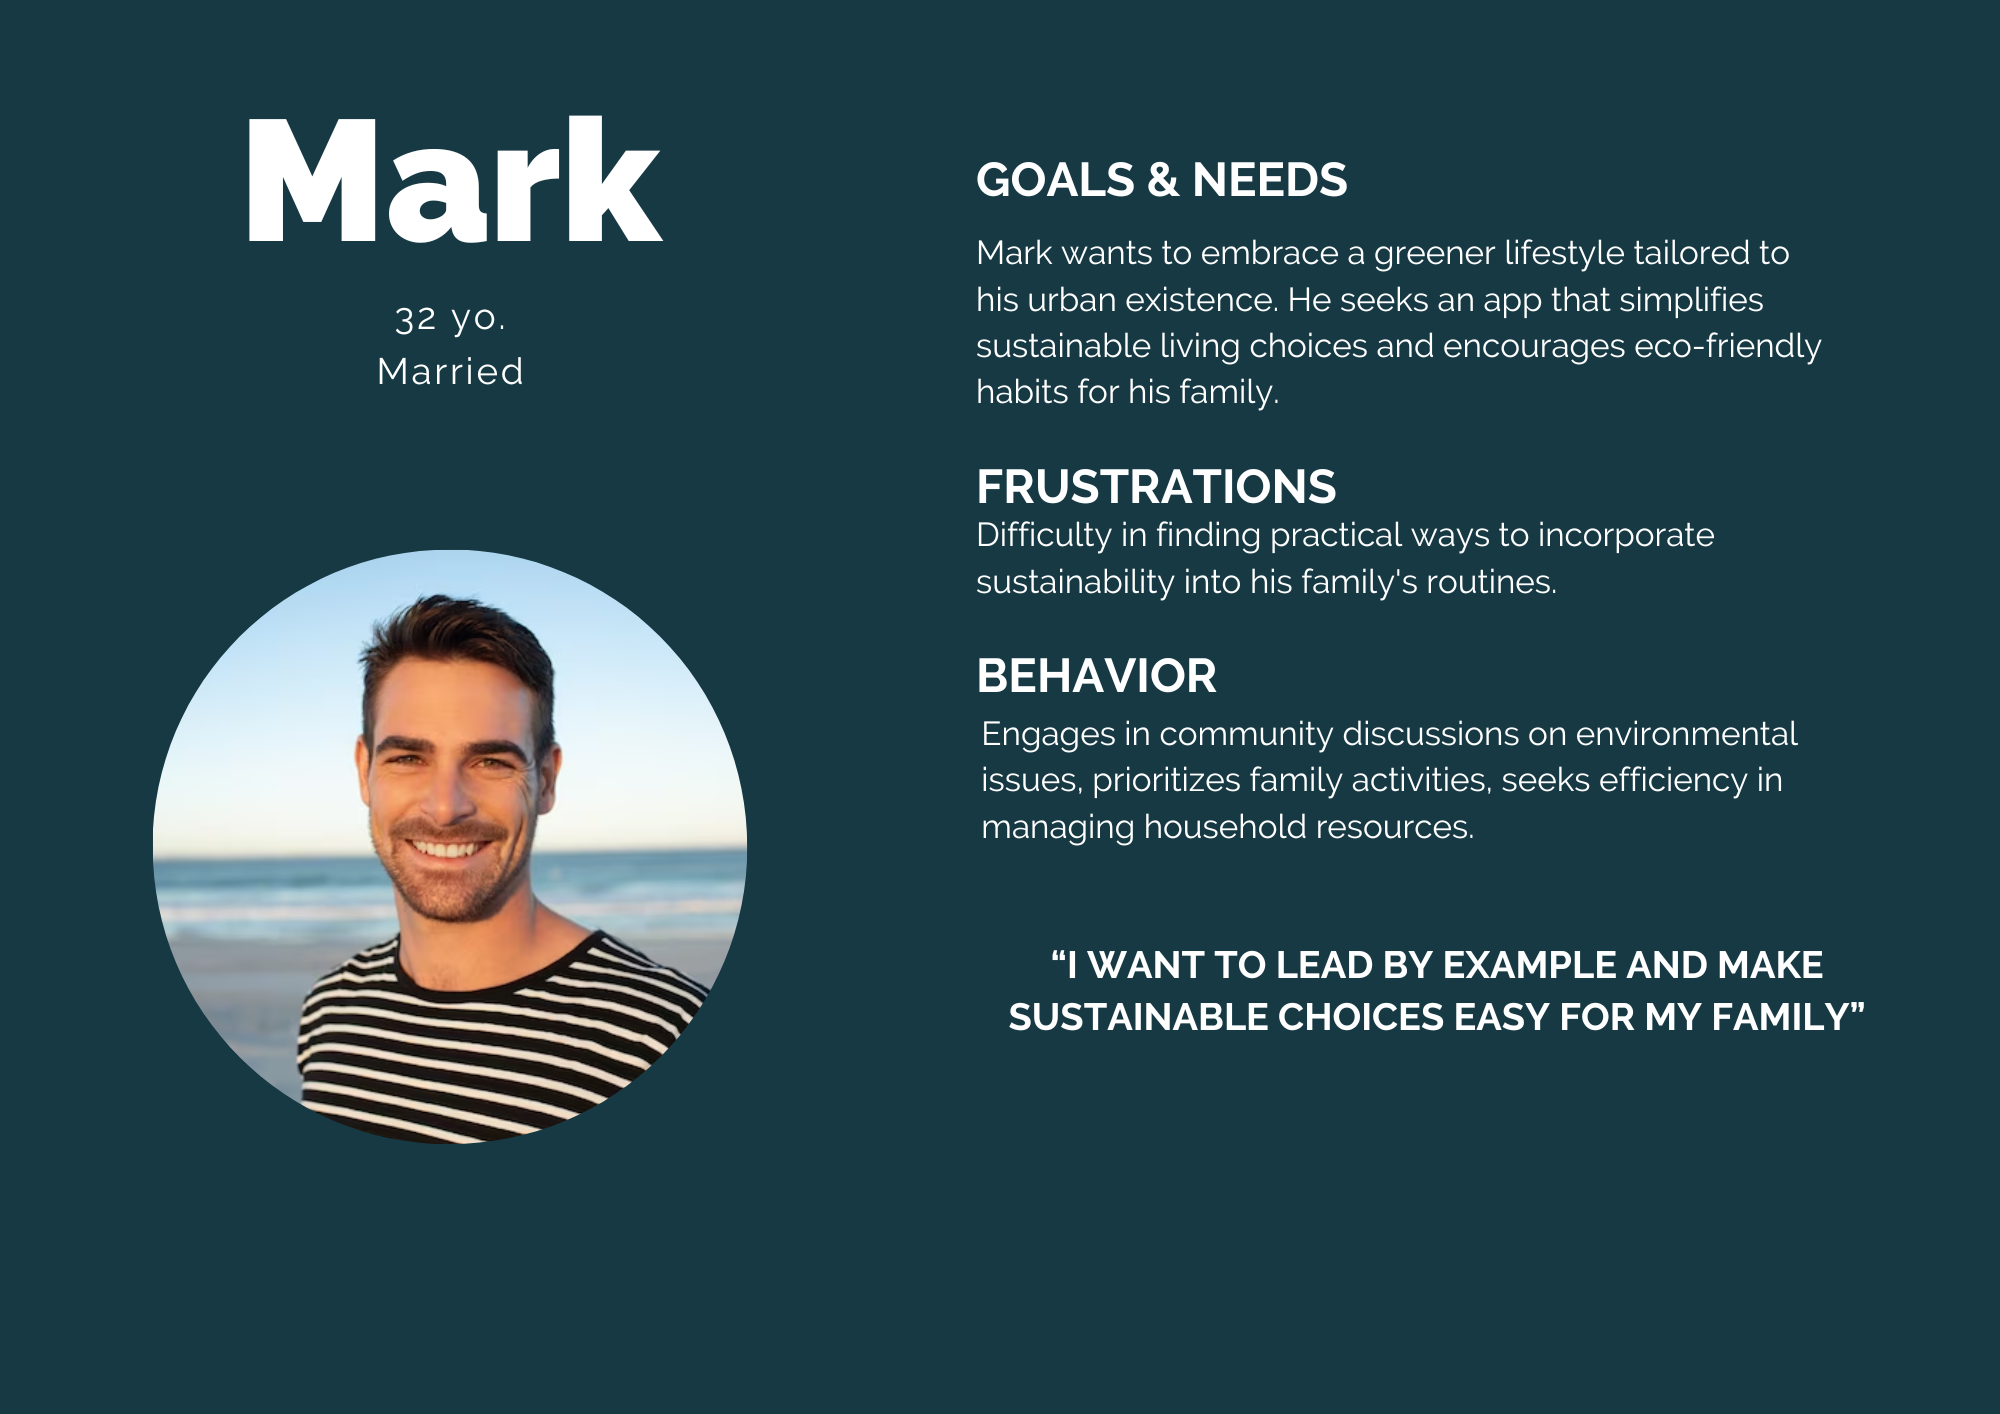 Mark
32 yo.
Married
GOALS & NEEDS
Mark wants to embrace a greener lifestyle tailored to
his urban existence. He seeks an app that simplifies
sustainable living choices and encourages eco-friendly
habits for his family.
FRUSTRATIONS
Difficulty in finding practical ways to incorporate
sustainability into his family's routines.
BEHAVIOR
Engages in community discussions on environmental
issues, prioritizes family activities, seeks efficiency in
managing household resources.
“I WANT TO LEAD BY EXAMPLE AND MAKE
SUSTAINABLE CHOICES EASY FOR MY FAMILY”